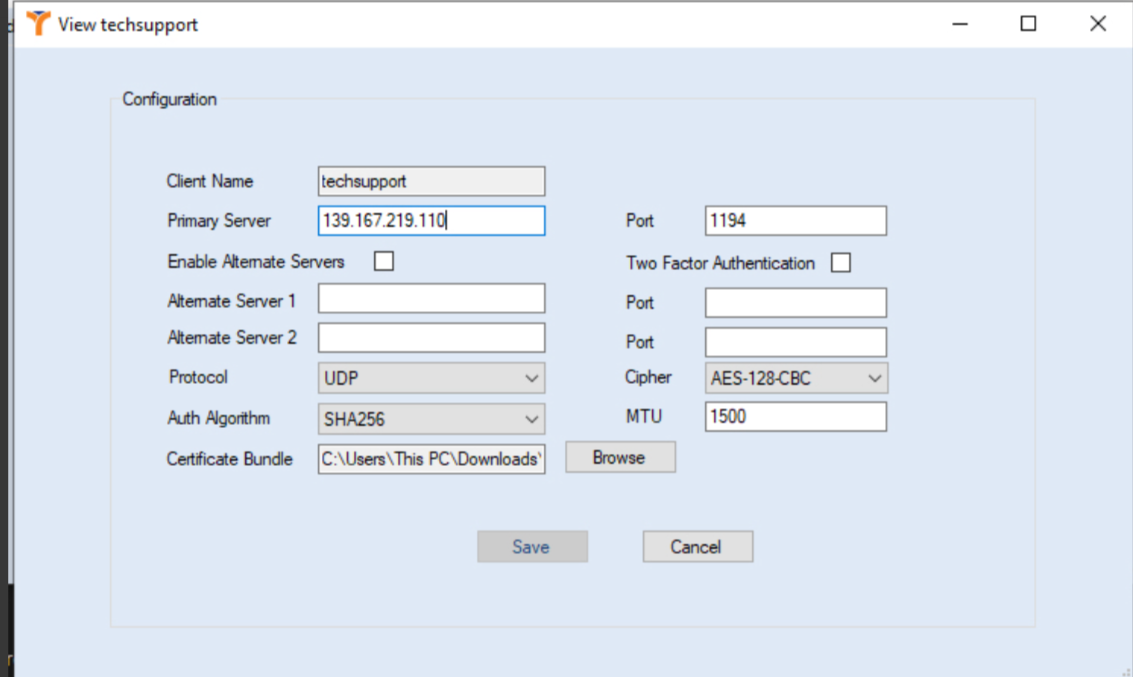 View techsupport
Configuration
Client Name techsupport
Primary Server 139.167.219.110 Port 1194
Enable Alternate Servers Two Factor Authentication
Alternate Server 1 Port
Alternate Server 2 Port
Protocol UDP Cipher AES-128-CBC
Auth Algorithm SHA256 MTU 1500
Certificate Bundle C:\Users\This PC\Downloads\ Browse
Save Cancel